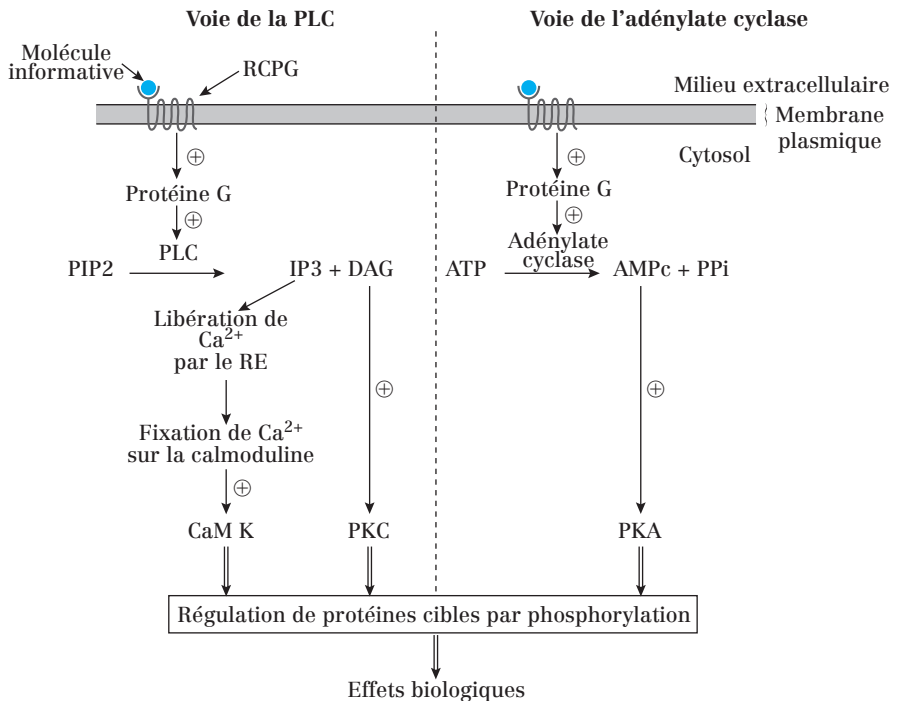 Voie de la PLC
Voie de l'adénylate cyclase
Molécule
informative
RCPG
Milieu extracellulaire
Membrane
plasmique
Cytosol
Protéine G
Protéine G
PLC
Adénylate
cyclase
PIP2
IP3 + DAG
ATP
AMPc + PPi
Libération de
Ca²⁺
par le RE
Fixation de Ca²⁺
sur la calmoduline
CaM K
PKC
PKA
Régulation de protéines cibles par phosphorylation
Effets biologiques